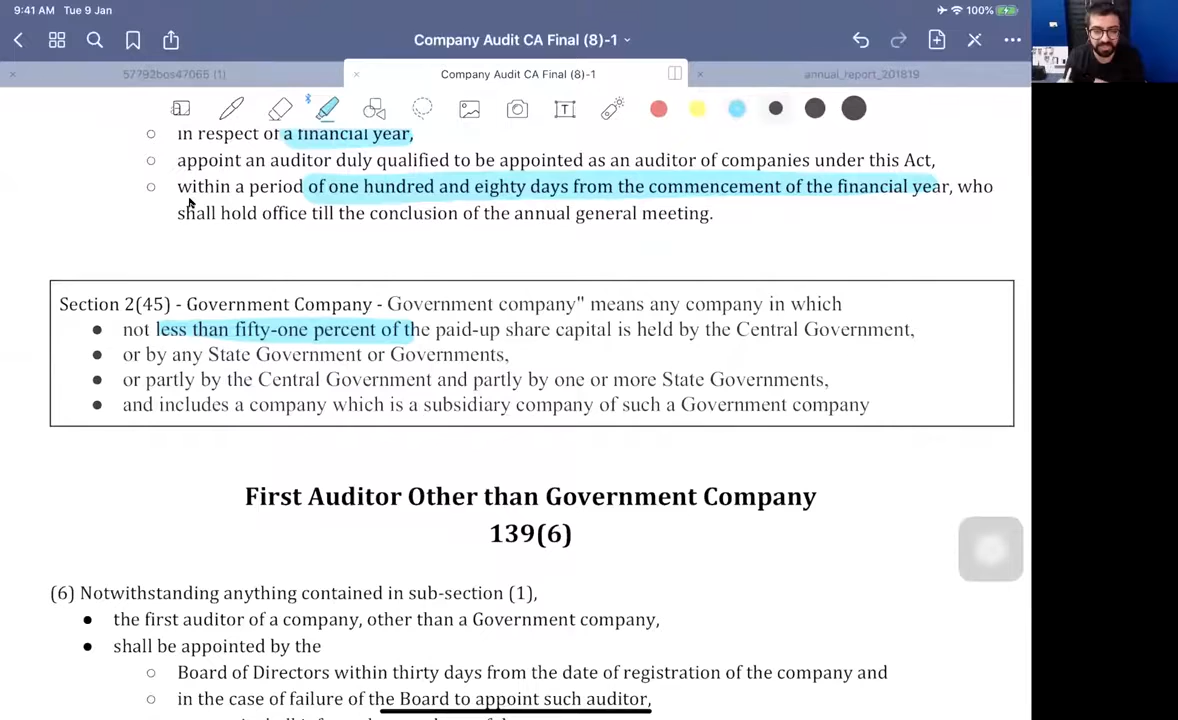 9:41 AM Tue 9 Jan
100%
Company Audit CA Final (8)-1
57792bos47065 (1)
Company Audit CA Final (8)-1
annual_report_201819
in respect of a financial year,
appoint an auditor duly qualified to be appointed as an auditor of companies under this Act,
within a period of one hundred and eighty days from the commencement of the financial year, who
shall hold office till the conclusion of the annual general meeting.
Section 2(45) - Government Company - Government company" means any company in which
not less than fifty-one percent of the paid-up share capital is held by the Central Government,
or by any State Government or Governments,
or partly by the Central Government and partly by one or more State Governments,
and includes a company which is a subsidiary company of such a Government company
First Auditor Other than Government Company
139(6)
(6) Notwithstanding anything contained in sub-section (1),
the first auditor of a company, other than a Government company,
shall be appointed by the
Board of Directors within thirty days from the date of registration of the company and
in the case of failure of the Board to appoint such auditor,